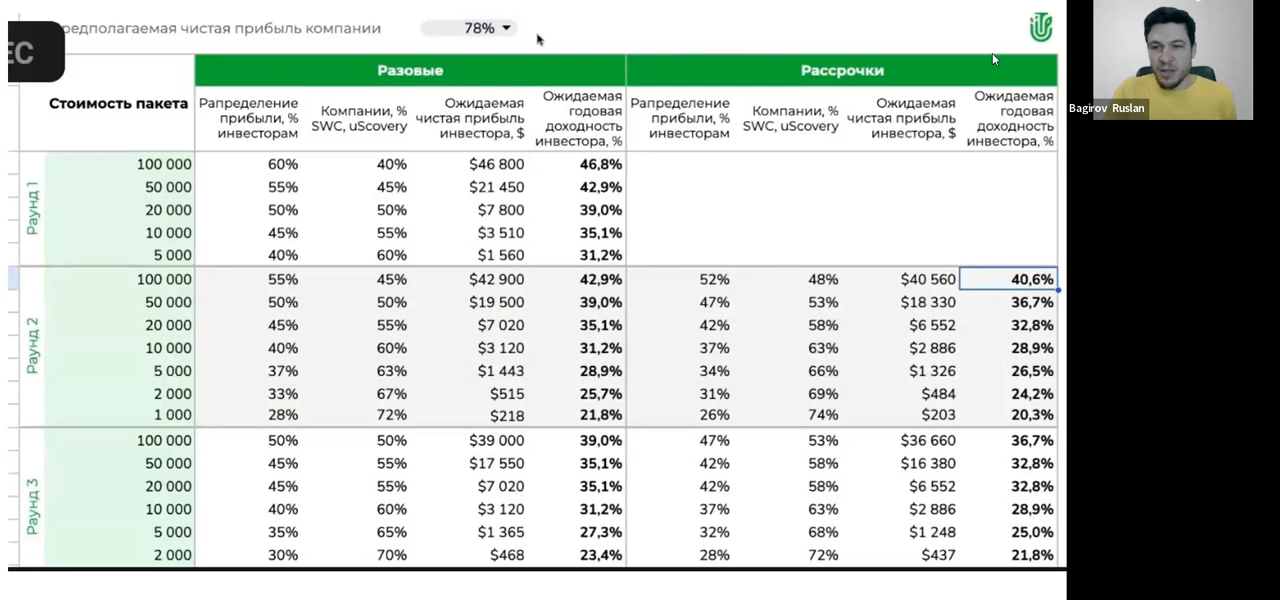 редполагаемая чистая прибыль компании 78%
ЕС
Разовые Рассрочки
Стоимость пакета Рапределение прибыли, % инвесторам Компании, % SWC, uScovery Ожидаемая чистая прибыль инвестора, $ Ожидаемая годовая доходность инвестора, % Рапределение прибыли, % инвесторам Компании, % SWC, uScovery Ожидаемая чистая прибыль инвестора, $ Ожидаемая годовая доходность инвестора, %
Bagirov Ruslan
Раунд 1
100 000 60% 40% $46 800 46,8%
50 000 55% 45% $21 450 42,9%
20 000 50% 50% $7 800 39,0%
10 000 45% 55% $3 510 35,1%
5 000 40% 60% $1 560 31,2%
Раунд 2
100 000 55% 45% $42 900 42,9% 52% 48% $40 560 40,6%
50 000 50% 50% $19 500 39,0% 47% 53% $18 330 36,7%
20 000 45% 55% $7 020 35,1% 42% 58% $6 552 32,8%
10 000 40% 60% $3 120 31,2% 37% 63% $2 886 28,9%
5 000 37% 63% $1 443 28,9% 34% 66% $1 326 26,5%
2 000 33% 67% $515 25,7% 31% 69% $484 24,2%
1 000 28% 72% $218 21,8% 26% 74% $203 20,3%
Раунд 3
100 000 50% 50% $39 000 39,0% 47% 53% $36 660 36,7%
50 000 45% 55% $17 550 35,1% 42% 58% $16 380 32,8%
20 000 45% 55% $7 020 35,1% 42% 58% $6 552 32,8%
10 000 40% 60% $3 120 31,2% 37% 63% $2 886 28,9%
5 000 35% 65% $1 365 27,3% 32% 68% $1 248 25,0%
2 000 30% 70% $468 23,4% 28% 72% $437 21,8%